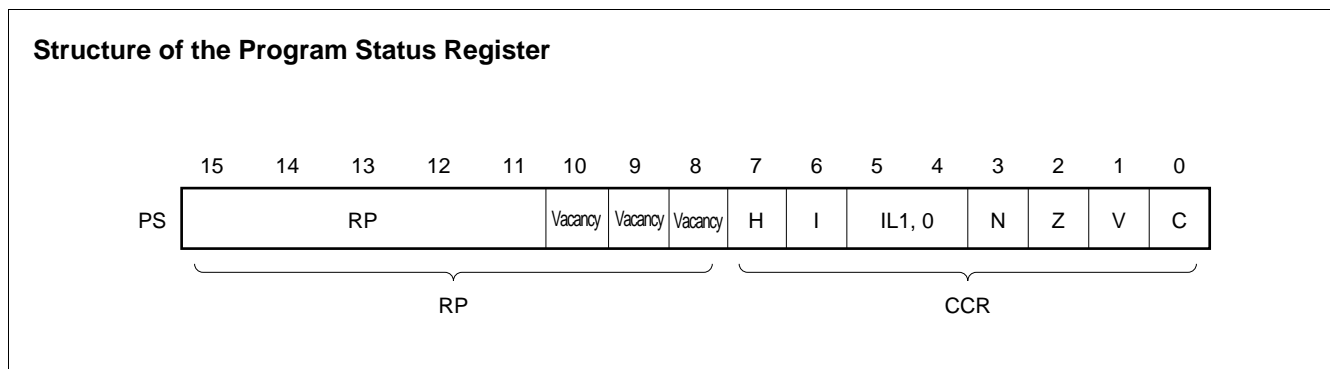 Structure of the Program Status Register
15 14 13 12 11 10 9 8 7 6 5 4 3 2 1 0
PS RP Vacancy Vacancy Vacancy H I IL1, 0 N Z V C
RP CCR